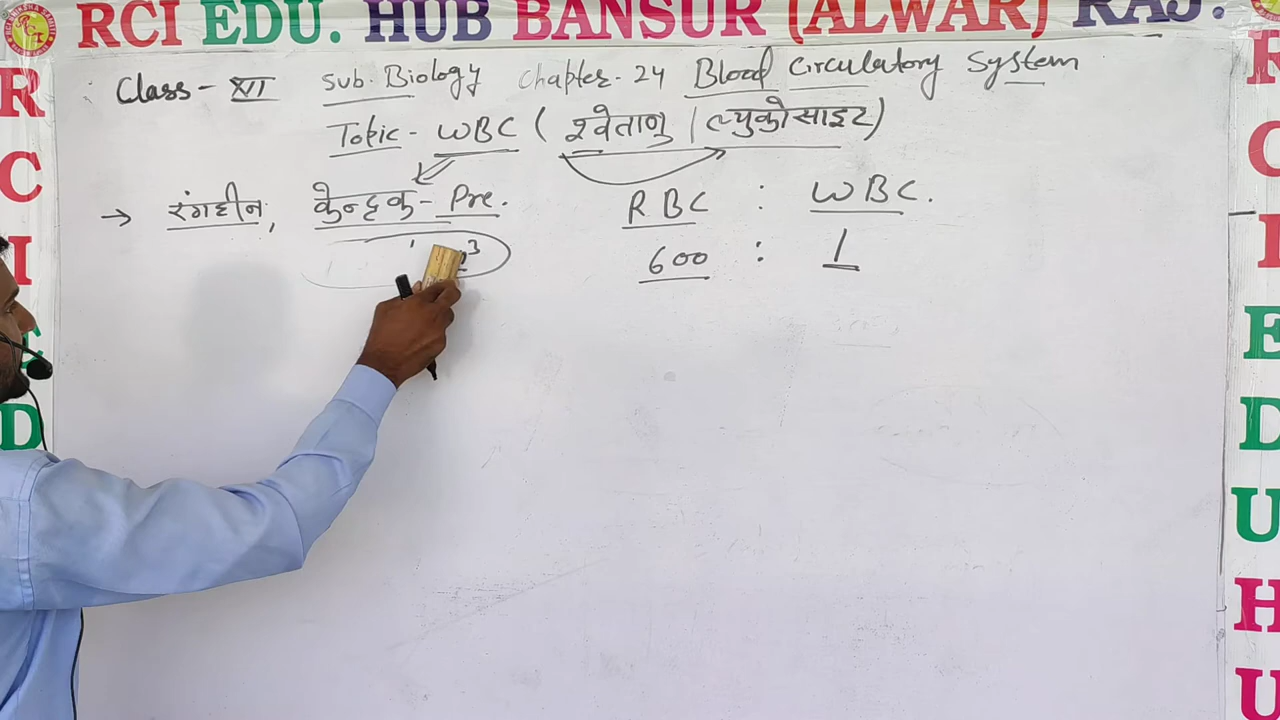 RCI EDU. HUB BANSUR (ALWAR) RAJ.
Class - XII Sub. Biology Chapter - 24 Blood Circulatory System
Topic - WBC ( श्वेताणु | ल्युकोसाइट )
→ रंगहीन, केन्द्रक - Pre. RBC : WBC.
600 : 1
R
C
I
E
D
R
C
I
E
D
U
H
U